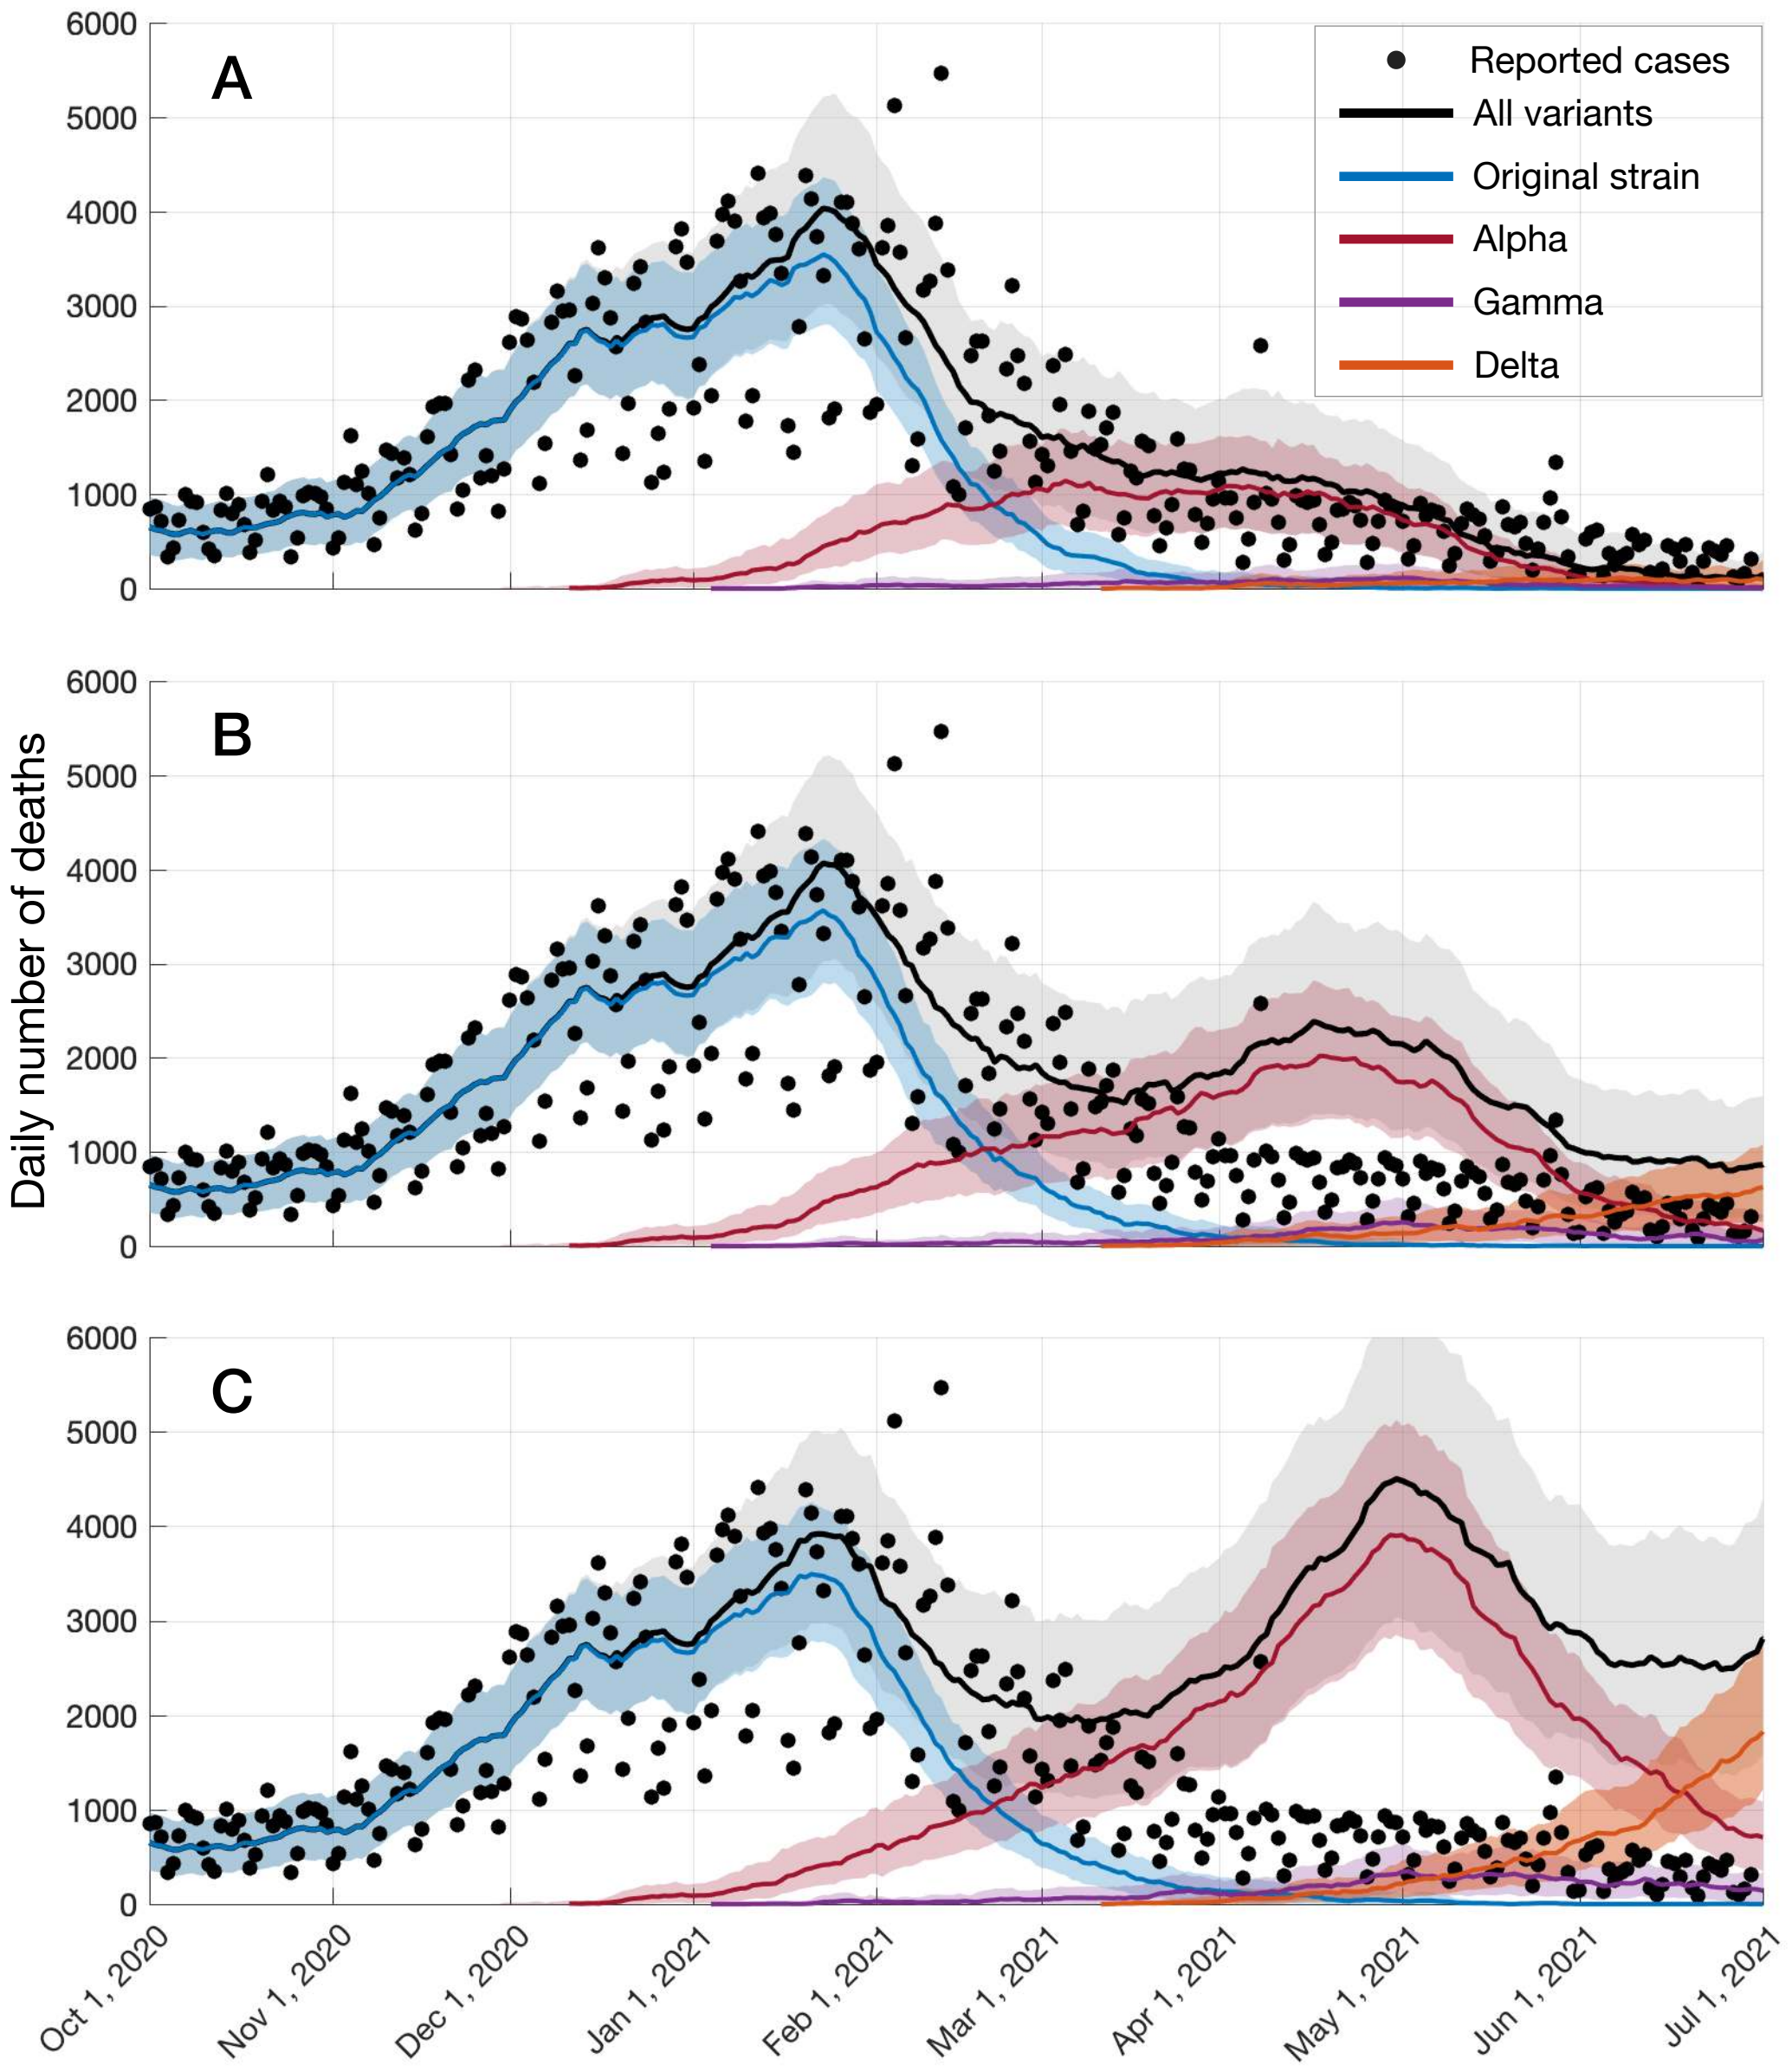 6000
5000
4000
3000
2000
1000
0
A
Reported cases
All variants
Original strain
Alpha
Gamma
Delta
Daily number of deaths
6000
5000
4000
3000
2000
1000
0
B
6000
5000
4000
3000
2000
1000
0
C
Oct 1, 2020
Nov 1, 2020
Dec 1, 2020
Jan 1, 2021
Feb 1, 2021
Mar 1, 2021
Apr 1, 2021
May 1, 2021
Jun 1, 2021
Jul 1, 2021